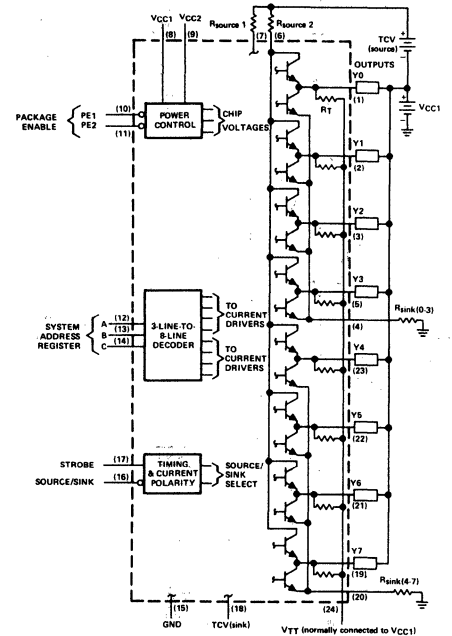 VCC1 VCC2
(8) (9)
Rsource 1 Rsource 2
(7) (6)
TCV
(source)
OUTPUTS
Y0
(1)
RT
VCC1
PACKAGE
ENABLE
PE1 (10)
PE2 (11)
POWER
CONTROL
CHIP
VOLTAGES
Y1
(2)
Y2
(3)
Y3
(5)
(4)
Rsink(0-3)
SYSTEM
ADDRESS
REGISTER
A (12)
B (13)
C (14)
3-LINE-TO-
8-LINE
DECODER
TO
CURRENT
DRIVERS
TO
CURRENT
DRIVERS
Y4
(23)
Y5
(22)
STROBE (17)
SOURCE/SINK (16)
TIMING,
& CURRENT
POLARITY
SOURCE/
SINK
SELECT
Y6
(21)
Y7
(19)
Rsink(4-7)
(20)
(15)
GND
(18)
TCV(sink)
(24)
VTT (normally connected to VCC1)